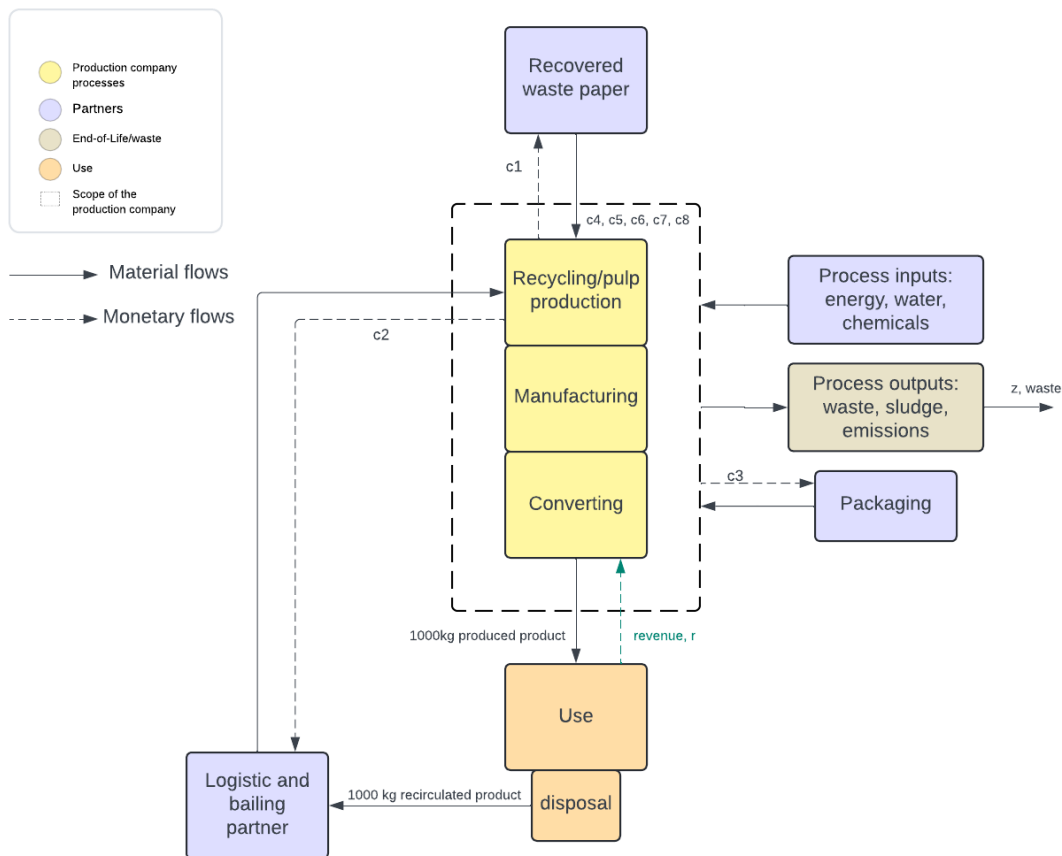 Production company
processes
Partners
End-of-Life/waste
Use
Scope of the
production company
Material flows
Monetary flows
Recovered
waste paper
c1
c4, c5, c6, c7, c8
Recycling/pulp
production
Process inputs:
energy, water,
chemicals
c2
Manufacturing
Process outputs:
waste, sludge,
emissions
z, waste
c3
Converting
Packaging
1000kg produced product
revenue, r
Use
Logistic and
bailing
partner
1000 kg recirculated product
disposal